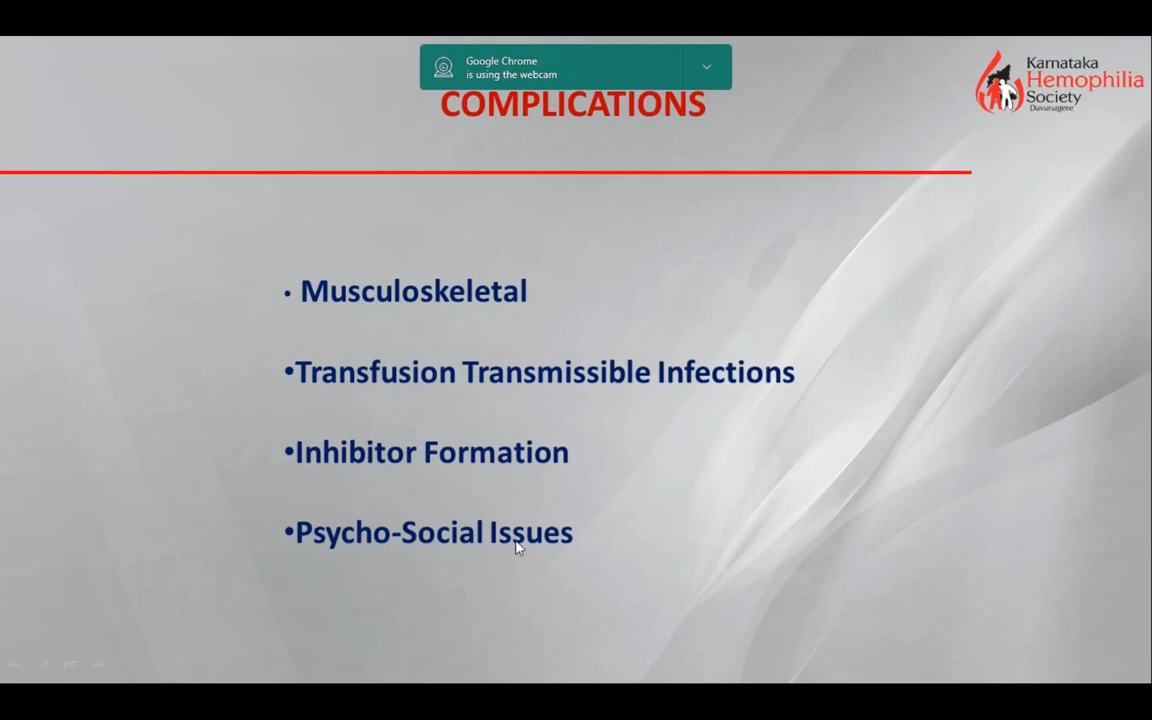 Google Chrome
is using the webcam
COMPLICATIONS
Karnataka
Hemophilia
Society
Davanagere
• Musculoskeletal
•Transfusion Transmissible Infections
•Inhibitor Formation
•Psycho-Social Issues